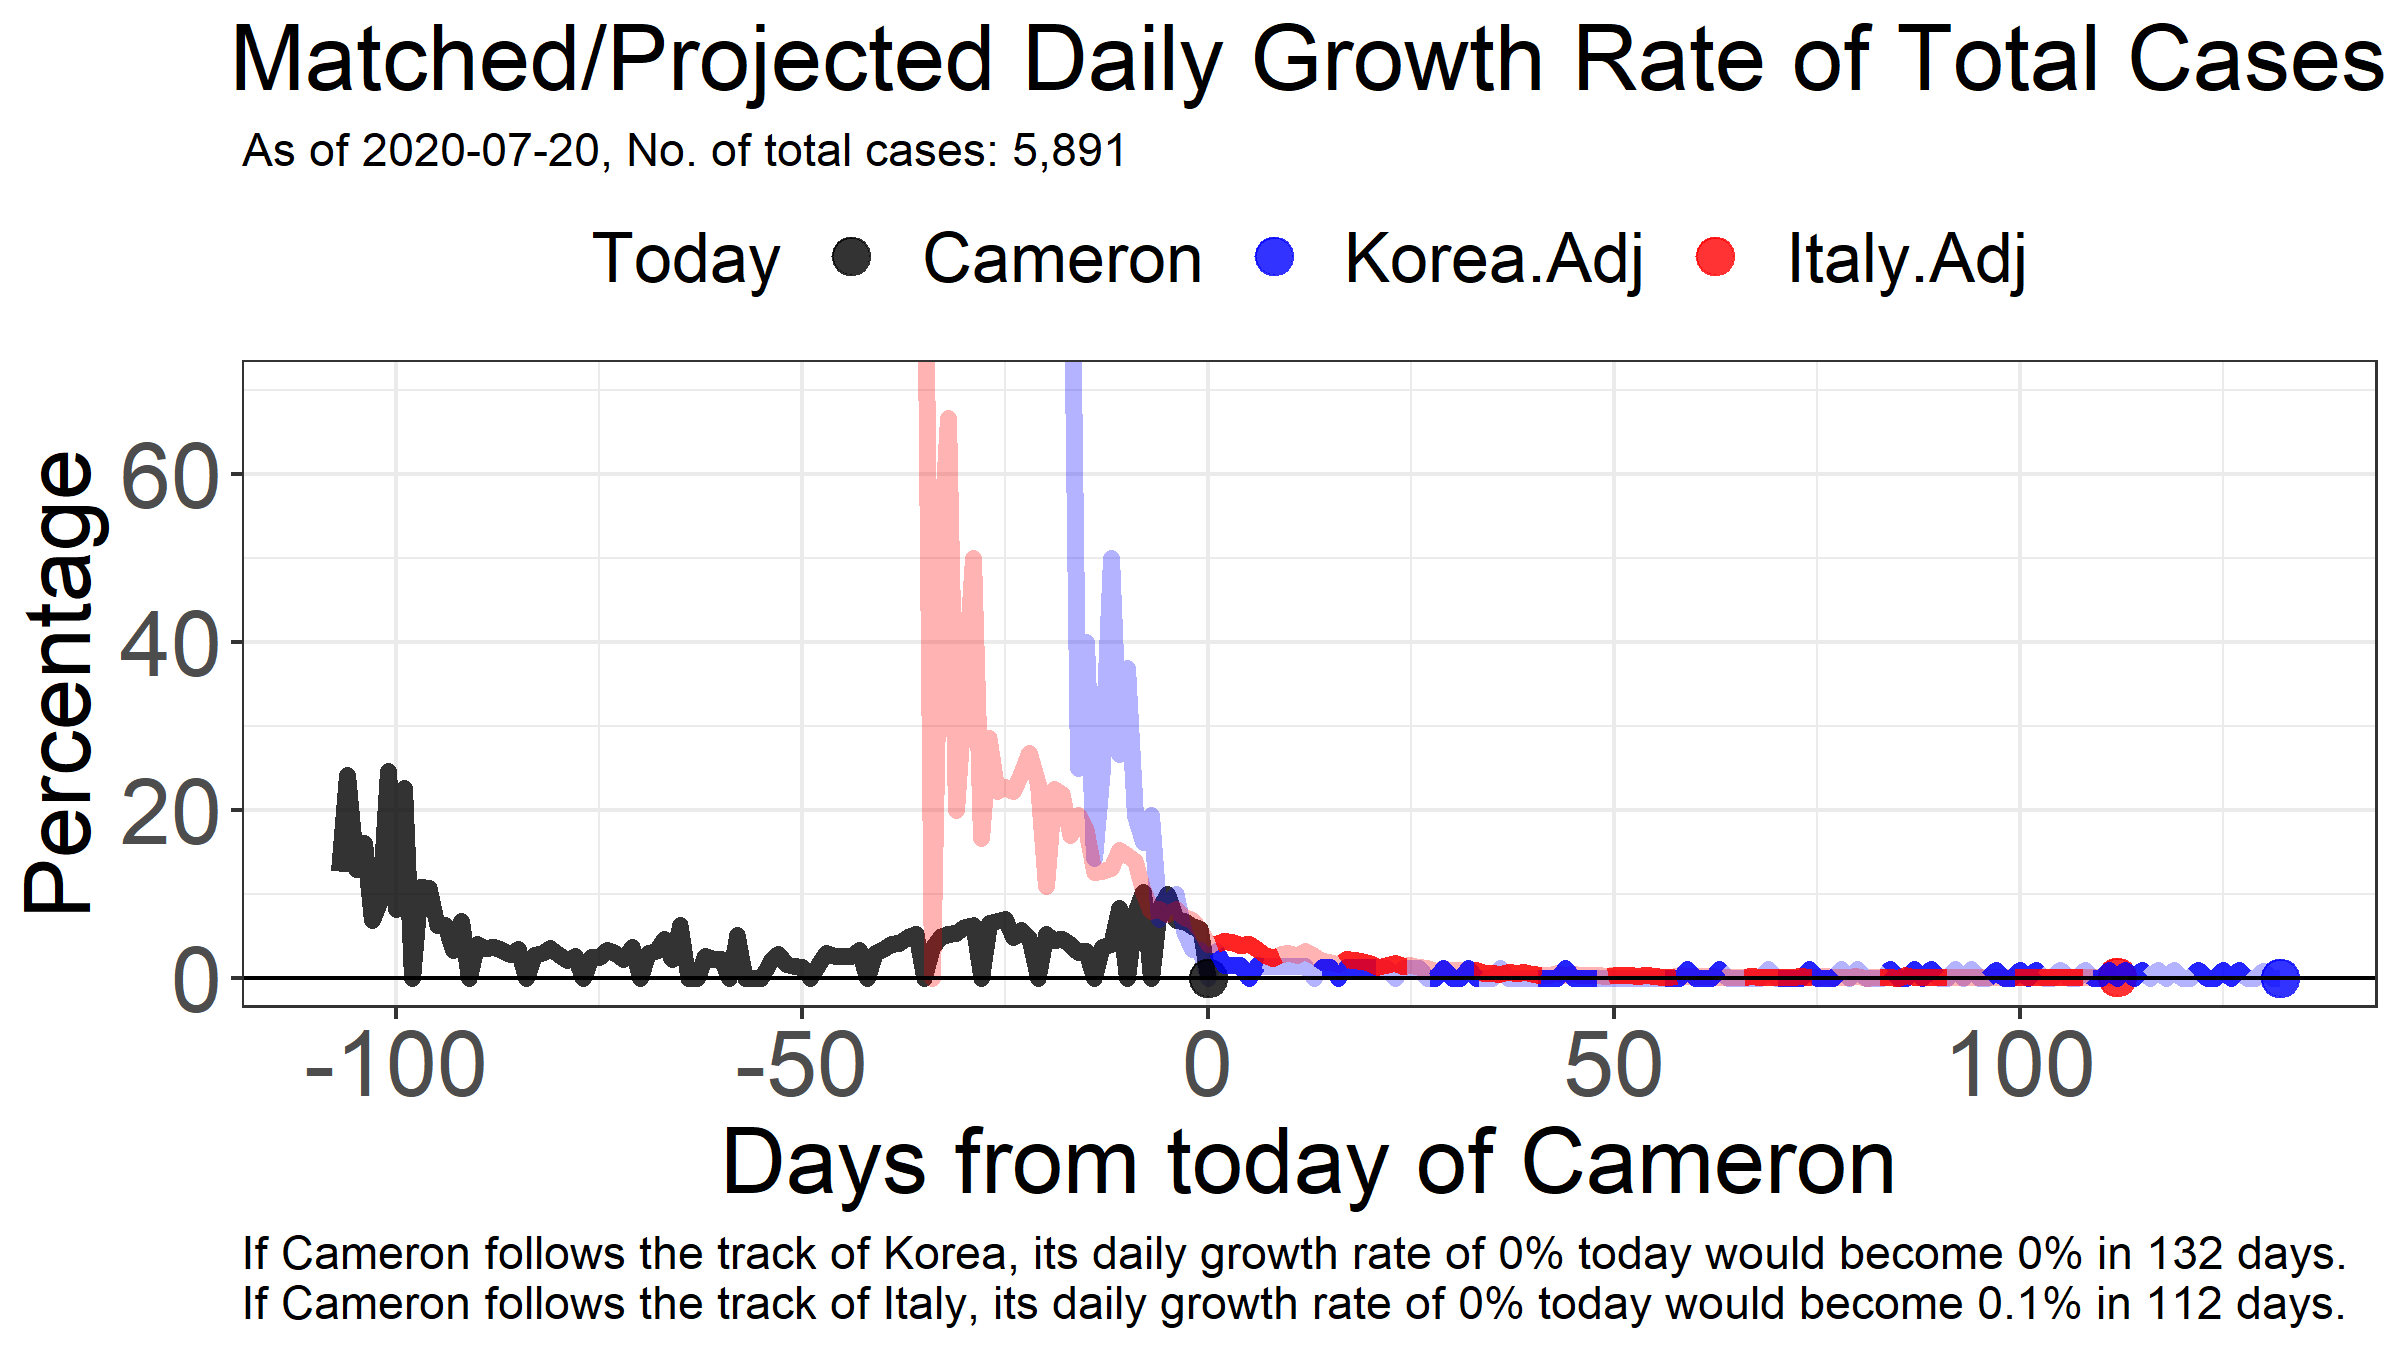 Matched/Projected Daily Growth Rate of Total Cases
As of 2020-07-20, No. of total cases: 5,891
Today Cameron Korea.Adj Italy.Adj
Percentage
60
40
20
0
-100 -50 0 50 100
Days from today of Cameron
If Cameron follows the track of Korea, its daily growth rate of 0% today would become 0% in 132 days.
If Cameron follows the track of Italy, its daily growth rate of 0% today would become 0.1% in 112 days.